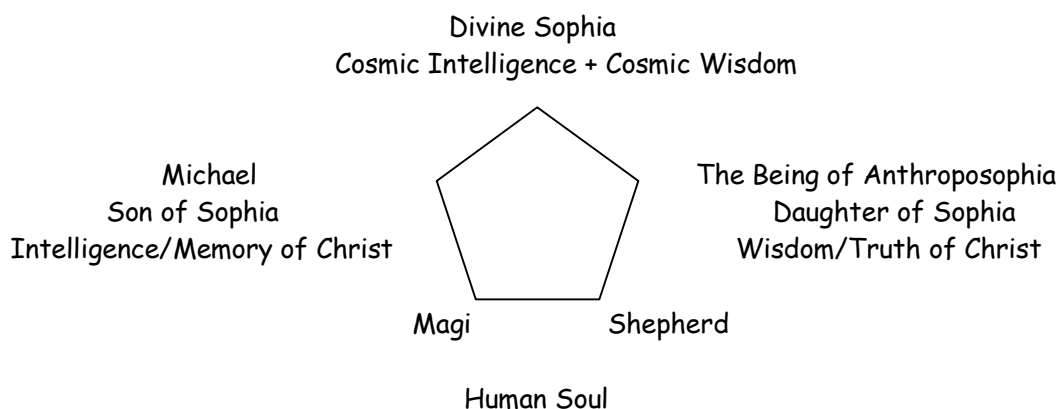 Divine Sophia
Cosmic Intelligence + Cosmic Wisdom
Michael
Son of Sophia
Intelligence/Memory of Christ
The Being of Anthroposophia
Daughter of Sophia
Wisdom/Truth of Christ
Magi
Shepherd
Human Soul